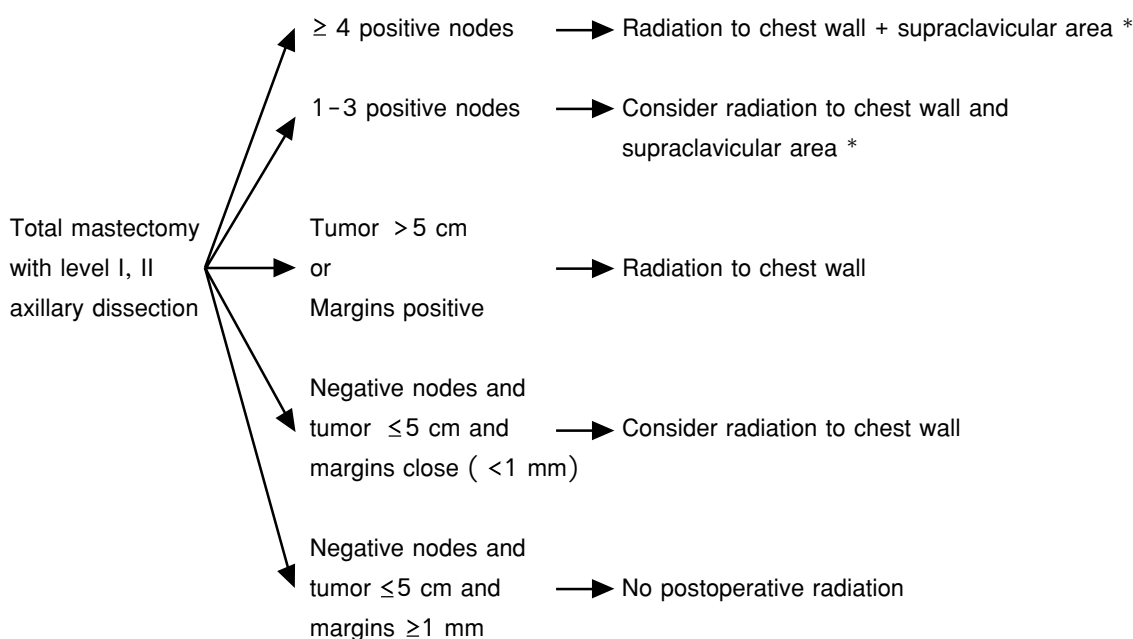 ≥ 4 positive nodes
Radiation to chest wall + supraclavicular area *
1–3 positive nodes
Consider radiation to chest wall and
supraclavicular area *
Total mastectomy
with level I, II
axillary dissection
Tumor >5 cm
or
Margins positive
Radiation to chest wall
Negative nodes and
tumor ≤5 cm and
margins close ( <1 mm)
Consider radiation to chest wall
Negative nodes and
tumor ≤5 cm and
margins ≥1 mm
No postoperative radiation